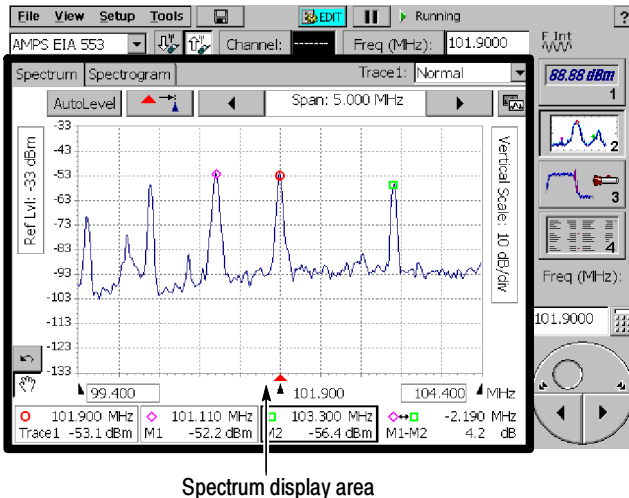 File View Setup Tools EDIT Running ?
AMPS EIA 553 Channel: ------- Freq (MHz): 101.9000 F Int
Spectrum Spectrogram Trace1: Normal
88.88 dBm
1
AutoLevel Span: 5.000 MHz
2
3
4
Ref Lvl: -33 dBm
-33
-43
-53
-63
-73
-83
-93
-103
-113
-123
-133
Vertical Scale: 10 dB/div
Freq (MHz):
101.9000
99.400 101.900 104.400 MHz
101.900 MHz 101.110 MHz 103.300 MHz -2.190 MHz
Trace1 -53.1 dBm M1 -52.2 dBm M2 -56.4 dBm M1-M2 4.2 dB
Spectrum display area